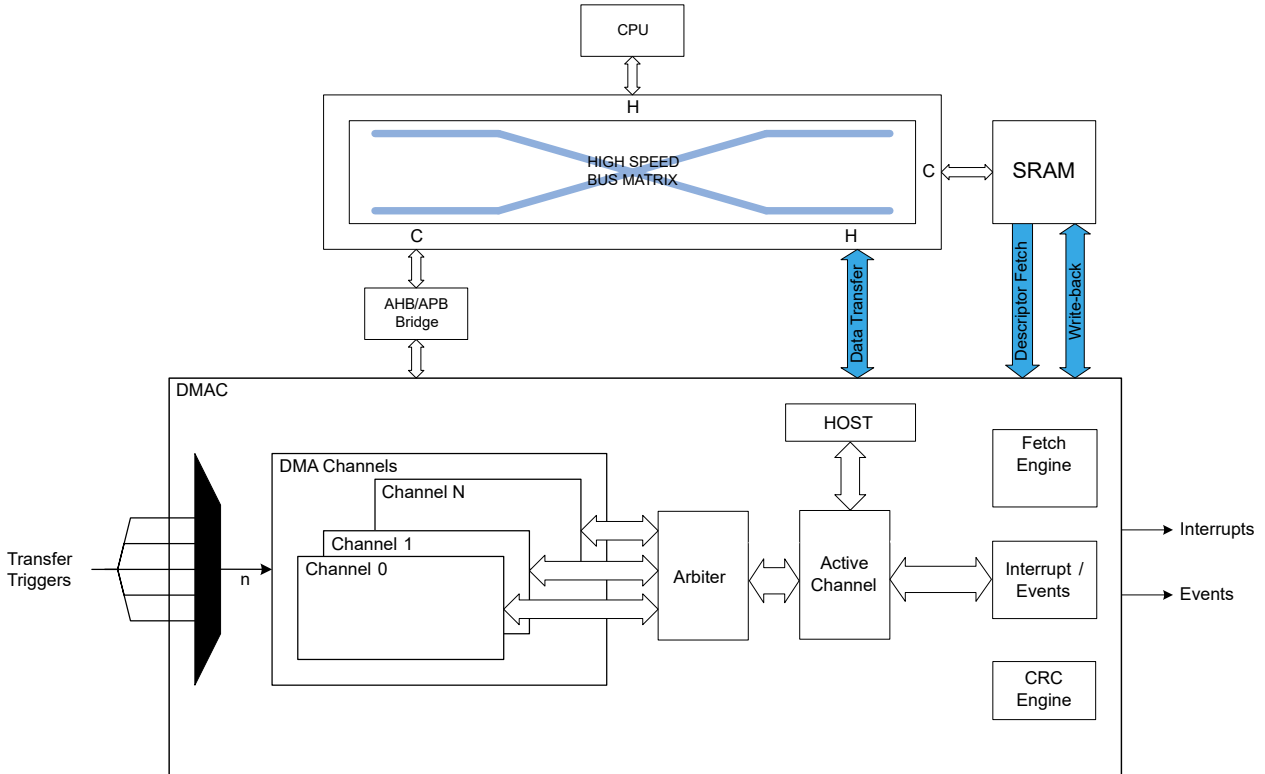 CPU
H
HIGH SPEED
BUS MATRIX
C
SRAM
C
H
AHB/APB
Bridge
Data Transfer
Descriptor Fetch
Write-back
DMAC
HOST
Fetch
Engine
DMA Channels
Channel N
Channel 1
Channel 0
Transfer
Triggers
n
Arbiter
Active
Channel
Interrupt /
Events
Interrupts
Events
CRC
Engine